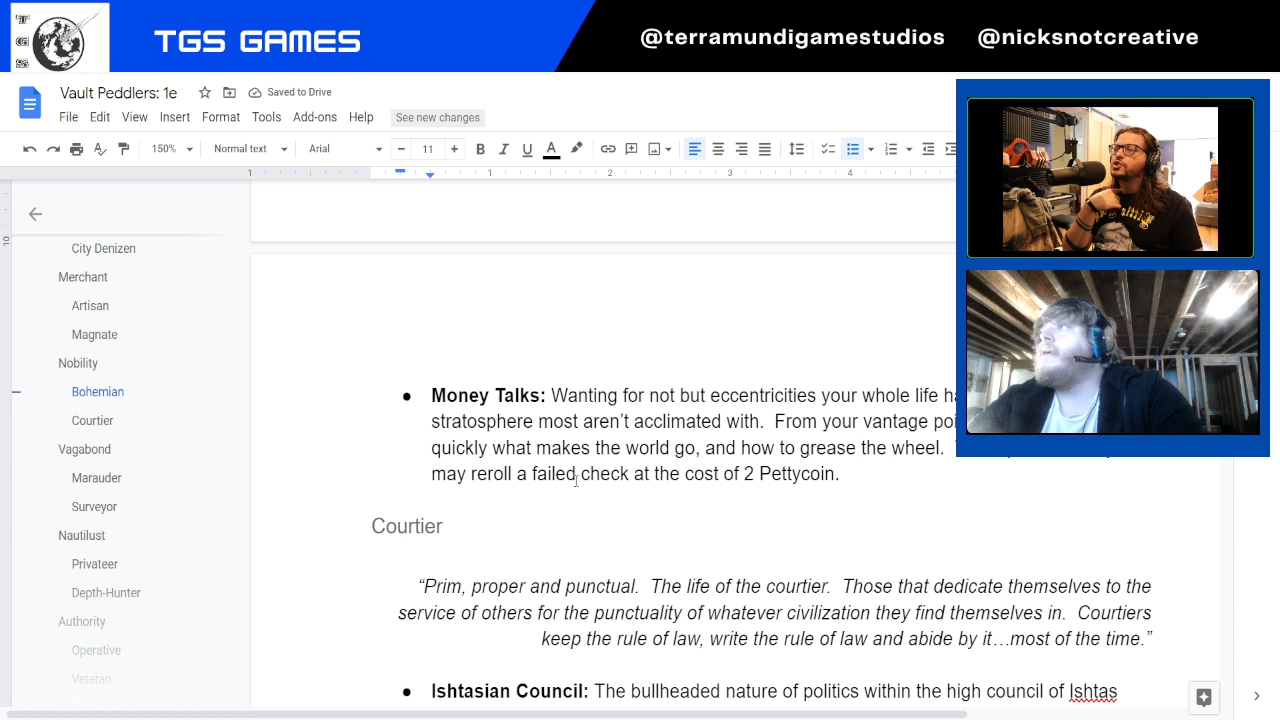 TGS
TGS GAMES
@terramundigamestudios @nicksnotcreative
Vault Peddlers: 1e
Saved to Drive
File Edit View Insert Format Tools Add-ons Help
See new changes
150% Normal text Arial 11
1 1 2 3 4
10
City Denizen
Merchant
Artisan
Magnate
Nobility
Bohemian
Courtier
Vagabond
Marauder
Surveyor
Nautilust
Privateer
Depth-Hunter
Authority
Operative
Veteran
● Money Talks: Wanting for not but eccentricities your whole life
stratosphere most aren’t acclimated with. From your vantage
quickly what makes the world go, and how to grease the wheel.
may reroll a failed check at the cost of 2 Pettycoin.
Courtier
“Prim, proper and punctual. The life of the courtier. Those that dedicate themselves to the
service of others for the punctuality of whatever civilization they find themselves in. Courtiers
keep the rule of law, write the rule of law and abide by it…most of the time.”
● Ishtasian Council: The bullheaded nature of politics within the high council of Ishtas